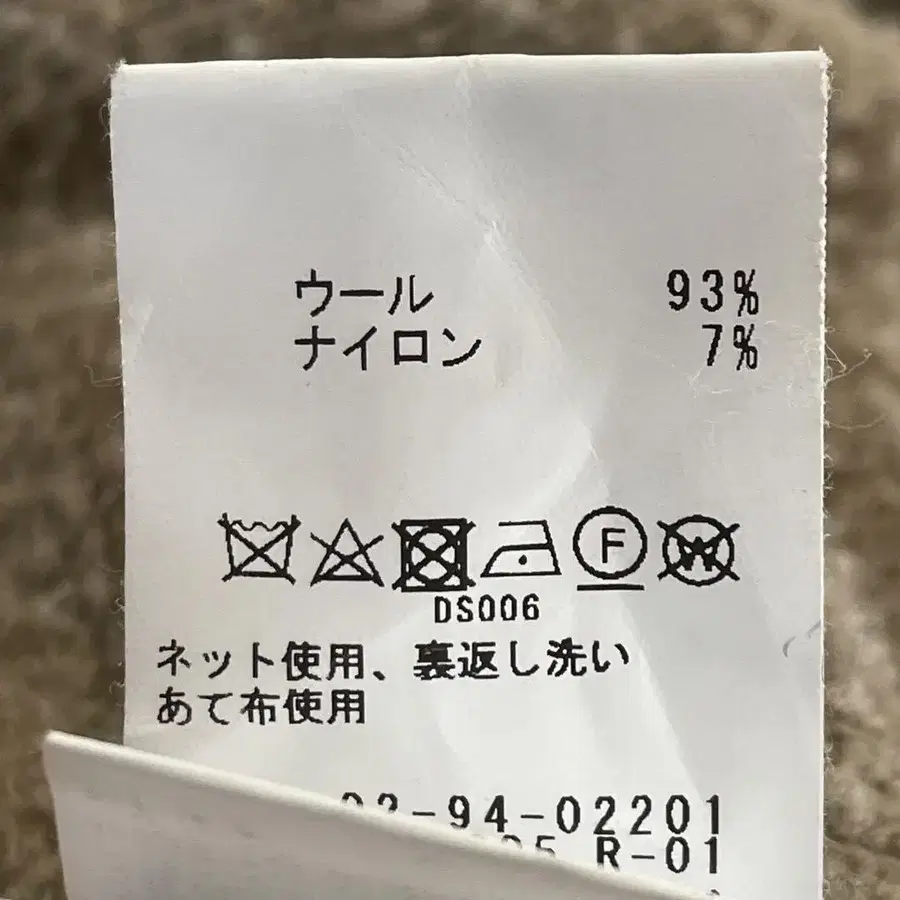 ウール 93%
ナイロン 7%
F W
DS006
ネット使用、裏返し洗い
あて布使用
02-94-02201
R-01